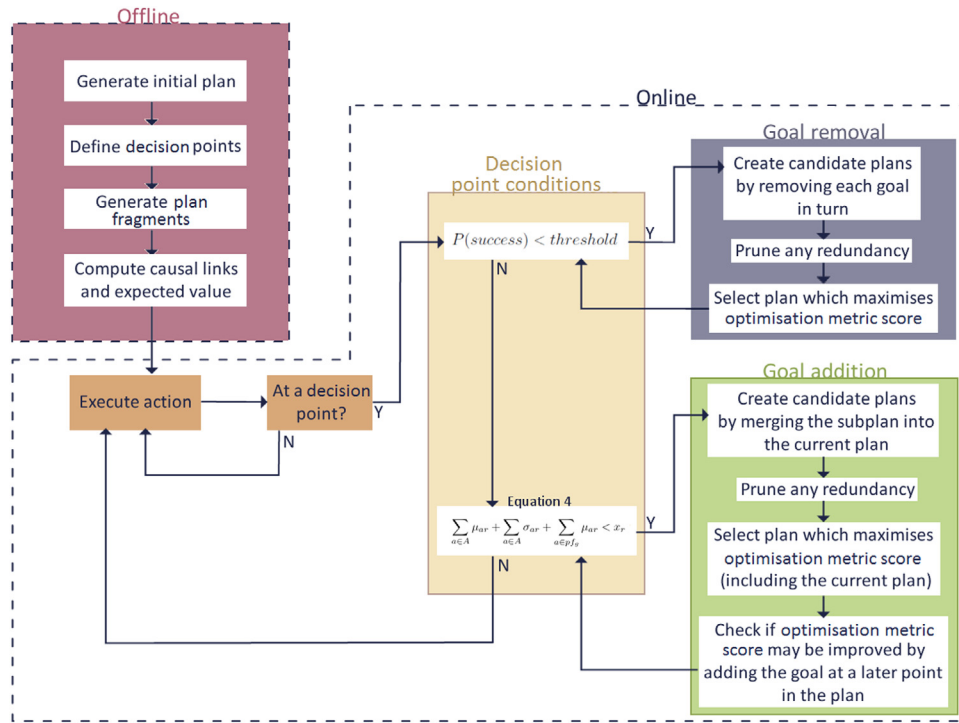 Offline
Generate initial plan
Define decision points
Generate plan
fragments
Compute causal links
and expected value
Online
Execute action
At a decision
point?
Y
N
Decision
point conditions
P(success) < threshold
Y
N
Equation 4
∑_{a∈A} μ_{ar} + ∑_{a∈A} σ_{ar} + ∑_{a∈pf_g} μ_{ar} < x_r
Y
N
Goal removal
Create candidate plans
by removing each goal
in turn
Prune any redundancy
Select plan which maximises
optimisation metric score
Goal addition
Create candidate plans
by merging the subplan into
the current plan
Prune any redundancy
Select plan which maximises
optimisation metric score
(including the current plan)
Check if optimisation metric
score may be improved by
adding the goal at a later point
in the plan